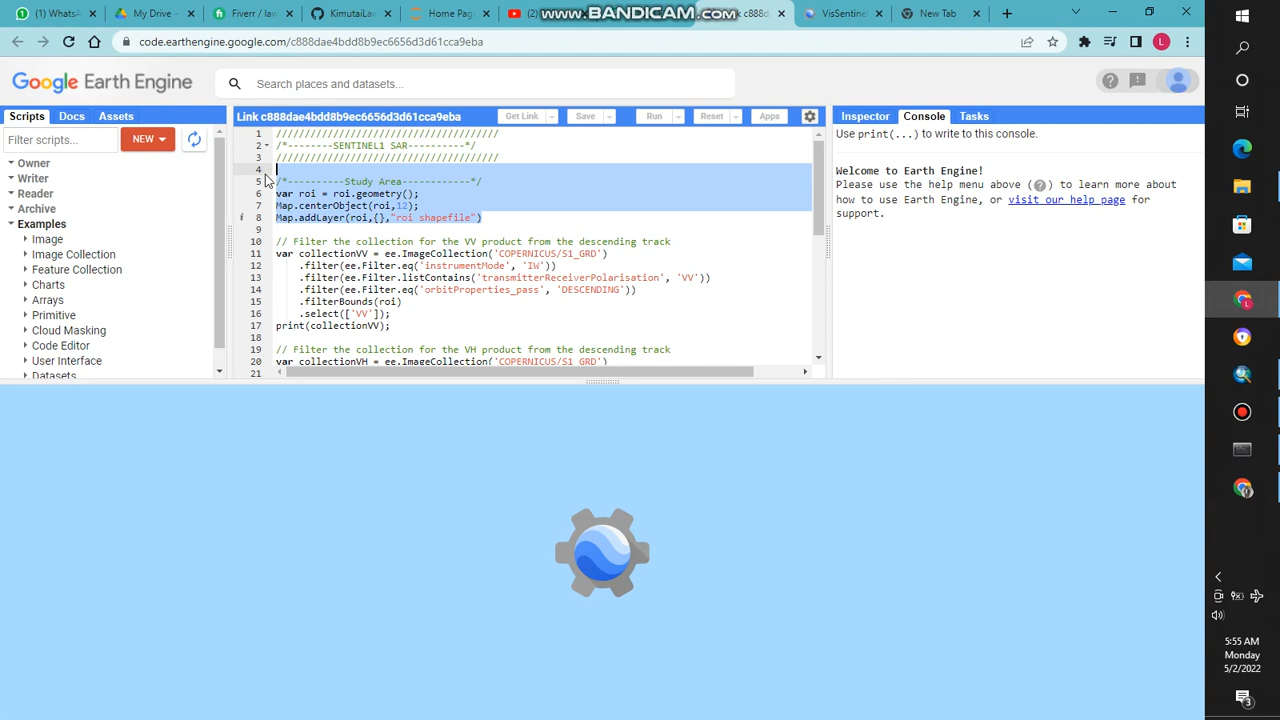 (1) WhatsA
My Drive -
Fiverr / law
KimutaiLaw
Home Page
WWW.BANDICAM.COM
k c888d
VisSentinel
New Tab
code.earthengine.google.com/c888dae4bdd8b9ec6656d3d61cca9eba
L
Google Earth Engine
Search places and datasets...
Scripts Docs Assets
Link c888dae4bdd8b9ec6656d3d61cca9eba
Get Link Save Run Reset Apps
Inspector Console Tasks
Filter scripts...
NEW
Owner
Writer
Reader
Archive
Examples
Image
Image Collection
Feature Collection
Charts
Arrays
Primitive
Cloud Masking
Code Editor
User Interface
Datasets
1 ///////////////////////////////////////
2 /*--------SENTINEL1 SAR----------*/
3 ///////////////////////////////////////
4
5 /*----------Study Area------------*/
6 var roi = roi.geometry();
7 Map.centerObject(roi,12);
i 8 Map.addLayer(roi,{},"roi shapefile")
9
10 // Filter the collection for the VV product from the descending track
11 var collectionVV = ee.ImageCollection('COPERNICUS/S1_GRD')
12 .filter(ee.Filter.eq('instrumentMode', 'IW'))
13 .filter(ee.Filter.listContains('transmitterReceiverPolarisation', 'VV'))
14 .filter(ee.Filter.eq('orbitProperties_pass', 'DESCENDING'))
15 .filterBounds(roi)
16 .select(['VV']);
17 print(collectionVV);
18
19 // Filter the collection for the VH product from the descending track
20 var collectionVH = ee.ImageCollection('COPERNICUS/S1_GRD')
21
Use print(...) to write to this console.
Welcome to Earth Engine!
Please use the help menu above (?) to learn more about
how to use Earth Engine, or visit our help page for
support.
5:55 AM
Monday
5/2/2022
3